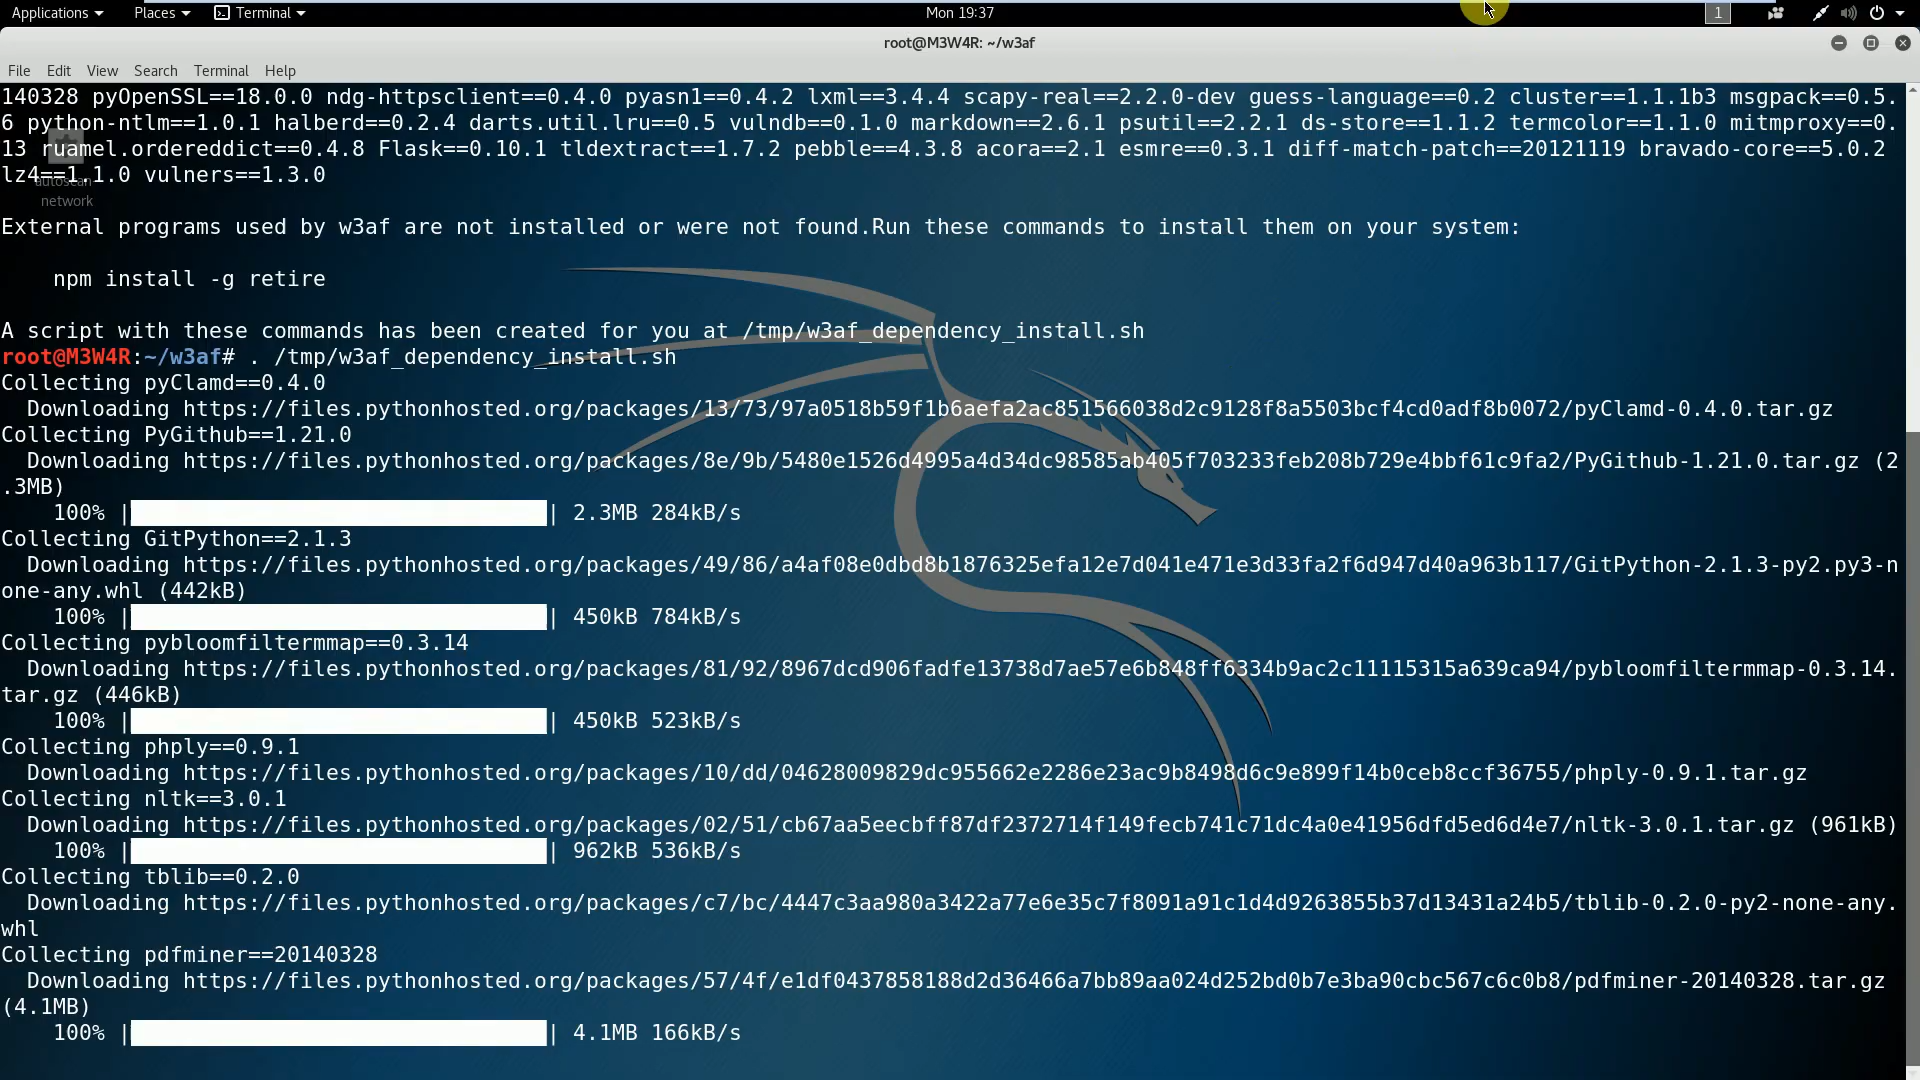 Applications Places Terminal Mon 19:37 1
root@M3W4R: ~/w3af
File Edit View Search Terminal Help
140328 pyOpenSSL==18.0.0 ndg-httpsclient==0.4.0 pyasn1==0.4.2 lxml==3.4.4 scapy-real==2.2.0-dev guess-language==0.2 cluster==1.1.1b3 msgpack==0.5.
6 python-ntlm==1.0.1 halberd==0.2.4 darts.util.lru==0.5 vulndb==0.1.0 markdown==2.6.1 psutil==2.2.1 ds-store==1.1.2 termcolor==1.1.0 mitmproxy==0.
13 ruamel.ordereddict==0.4.8 Flask==0.10.1 tldextract==1.7.2 pebble==4.3.8 acora==2.1 esmre==0.3.1 diff-match-patch==20121119 bravado-core==5.0.2
lz4==1.1.0 vulners==1.3.0
autoscan
network
External programs used by w3af are not installed or were not found.Run these commands to install them on your system:
npm install -g retire
A script with these commands has been created for you at /tmp/w3af_dependency_install.sh
root@M3W4R:~/w3af# . /tmp/w3af_dependency_install.sh
Collecting pyClamd==0.4.0
Downloading https://files.pythonhosted.org/packages/13/73/97a0518b59f1b6aefa2ac851566038d2c9128f8a5503bcf4cd0adf8b0072/pyClamd-0.4.0.tar.gz
Collecting PyGithub==1.21.0
Downloading https://files.pythonhosted.org/packages/8e/9b/5480e1526d4995a4d34dc98585ab405f703233feb208b729e4bbf61c9fa2/PyGithub-1.21.0.tar.gz (2
.3MB)
100% | | 2.3MB 284kB/s
Collecting GitPython==2.1.3
Downloading https://files.pythonhosted.org/packages/49/86/a4af08e0dbd8b1876325efa12e7d041e471e3d33fa2f6d947d40a963b117/GitPython-2.1.3-py2.py3-n
one-any.whl (442kB)
100% | | 450kB 784kB/s
Collecting pybloomfiltermmap==0.3.14
Downloading https://files.pythonhosted.org/packages/81/92/8967dcd906fadfe13738d7ae57e6b848ff6334b9ac2c11115315a639ca94/pybloomfiltermmap-0.3.14.
tar.gz (446kB)
100% | | 450kB 523kB/s
Collecting phply==0.9.1
Downloading https://files.pythonhosted.org/packages/10/dd/04628009829dc955662e2286e23ac9b8498d6c9e899f14b0ceb8ccf36755/phply-0.9.1.tar.gz
Collecting nltk==3.0.1
Downloading https://files.pythonhosted.org/packages/02/51/cb67aa5eecbff87df2372714f149fecb741c71dc4a0e41956dfd5ed6d4e7/nltk-3.0.1.tar.gz (961kB)
100% | | 962kB 536kB/s
Collecting tblib==0.2.0
Downloading https://files.pythonhosted.org/packages/c7/bc/4447c3aa980a3422a77e6e35c7f8091a91c1d4d9263855b37d13431a24b5/tblib-0.2.0-py2-none-any.
whl
Collecting pdfminer==20140328
Downloading https://files.pythonhosted.org/packages/57/4f/e1df0437858188d2d36466a7bb89aa024d252bd0b7e3ba90cbc567c6c0b8/pdfminer-20140328.tar.gz
(4.1MB)
100% | | 4.1MB 166kB/s